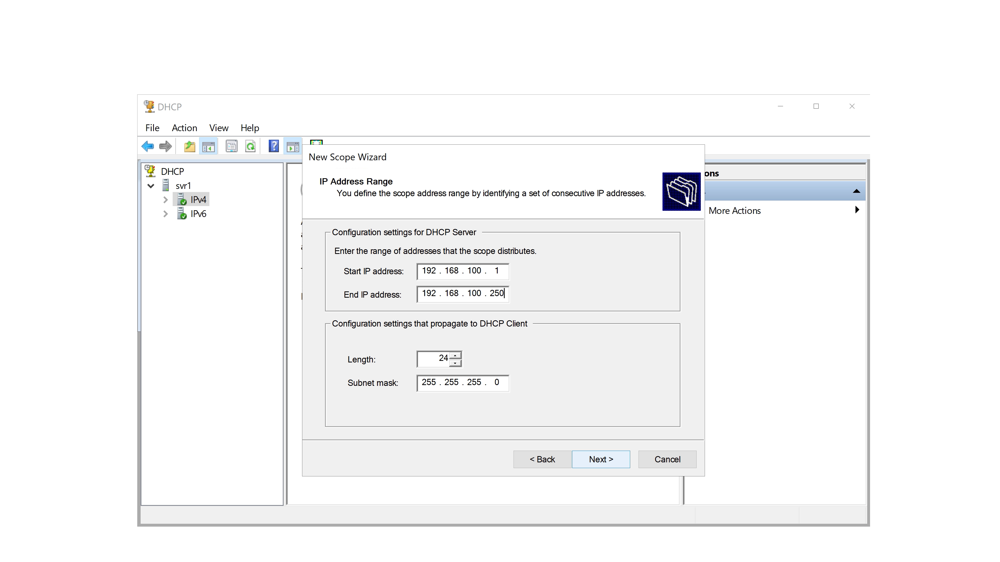 DHCP
File Action View Help
New Scope Wizard
DHCP
svr1
IPv4
IPv6
IP Address Range
You define the scope address range by identifying a set of consecutive IP addresses.
ons
More Actions
Configuration settings for DHCP Server
Enter the range of addresses that the scope distributes.
Start IP address: 192 . 168 . 100 . 1
End IP address: 192 . 168 . 100 . 250
Configuration settings that propagate to DHCP Client
Length: 24
Subnet mask: 255 . 255 . 255 . 0
< Back Next > Cancel